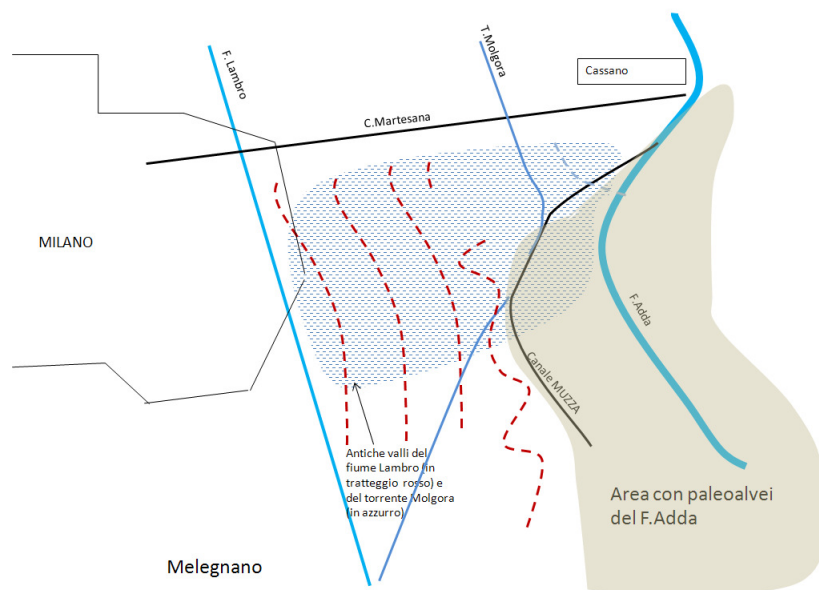 F. Lambro
T.Molgora
Cassano
C.Martesana
MILANO
F.Adda
Canale MUZZA
Antiche valli del
fiume Lambro (in
tratteggio rosso) e
del torrente Molgora
(in azzurro)
Area con paleoalvei
del F.Adda
Melegnano